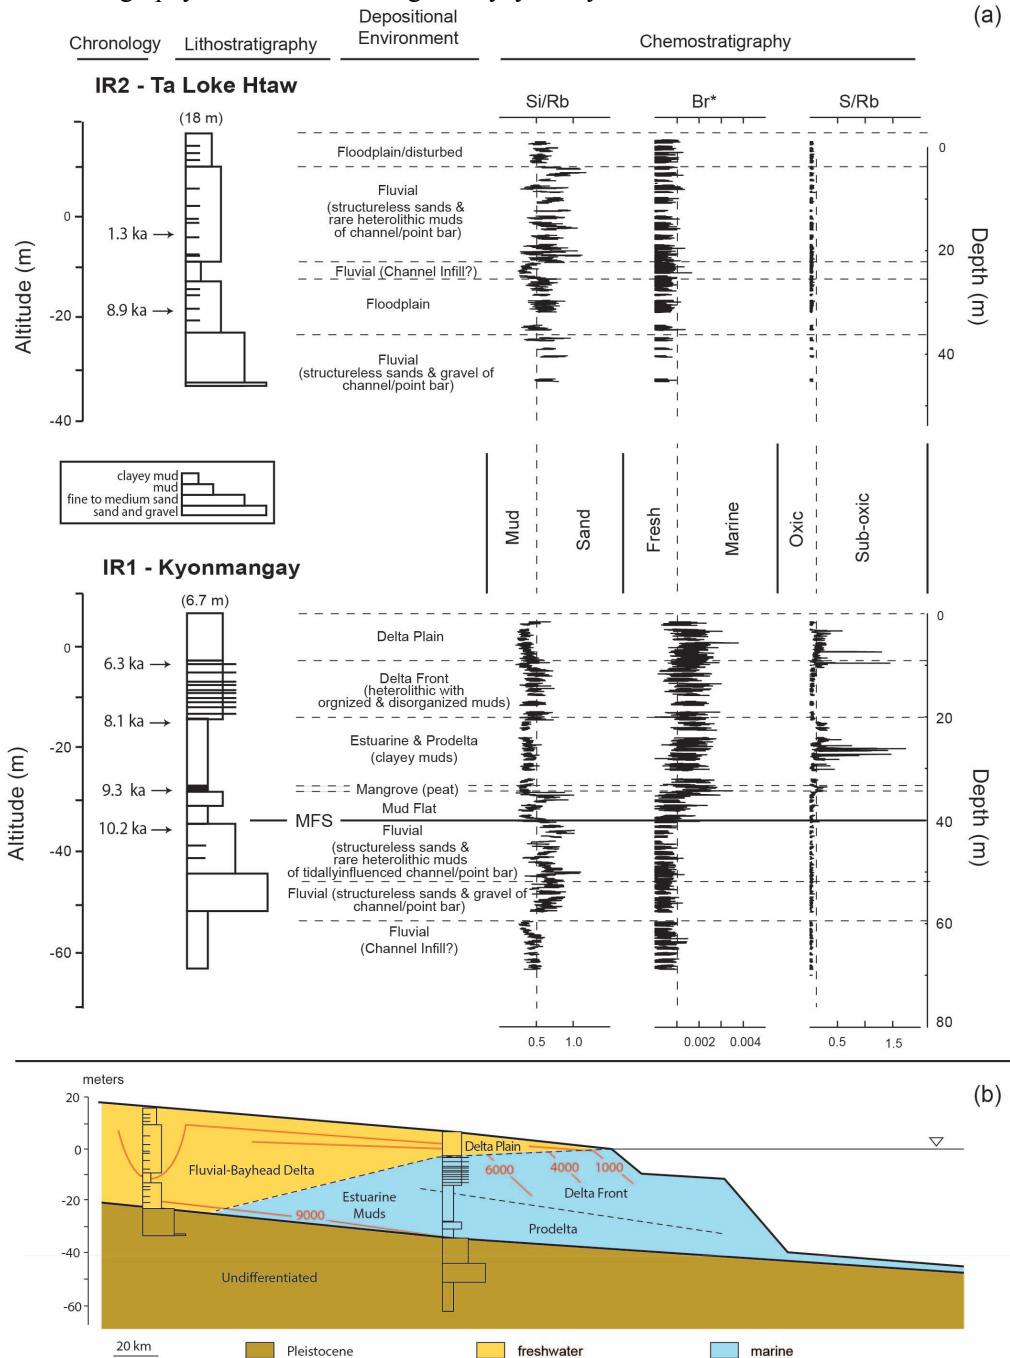 (a)
Chronology
Lithostratigraphy
Depositional
Environment
Chemostratigraphy
IR2 - Ta Loke Htaw
(18 m)
Si/Rb
Br*
S/Rb
Altitude (m)
0
-20
-40
1.3 ka
8.9 ka
Floodplain/disturbed
Fluvial
(structureless sands &
rare heterolithic muds
of channel/point bar)
Fluvial (Channel Infill?)
Floodplain
Fluvial
(structureless sands & gravel of
channel/point bar)
0
20
40
Depth (m)
clayey mud
mud
fine to medium sand
sand and gravel
Mud
Sand
Fresh
Marine
Oxic
Sub-oxic
IR1 - Kyonmangay
(6.7 m)
Altitude (m)
0
-20
-40
-60
6.3 ka
8.1 ka
9.3 ka
10.2 ka
Delta Plain
Delta Front
(heterolithic with
orgnized & disorganized muds)
Estuarine & Prodelta
(clayey muds)
Mangrove (peat)
Mud Flat
MFS
Fluvial
(structureless sands &
rare heterolithic muds
of tidallyinfluenced channel/point bar)
Fluvial (structureless sands & gravel of
channel/point bar)
Fluvial
(Channel Infill?)
0
20
40
60
80
Depth (m)
0.5
1.0
0.002
0.004
0.5
1.5
(b)
meters
20
0
-20
-40
-60
Fluvial-Bayhead Delta
Delta Plain
6000
4000
1000
Delta Front
Estuarine
Muds
Prodelta
9000
Undifferentiated
20 km
Pleistocene
freshwater
marine